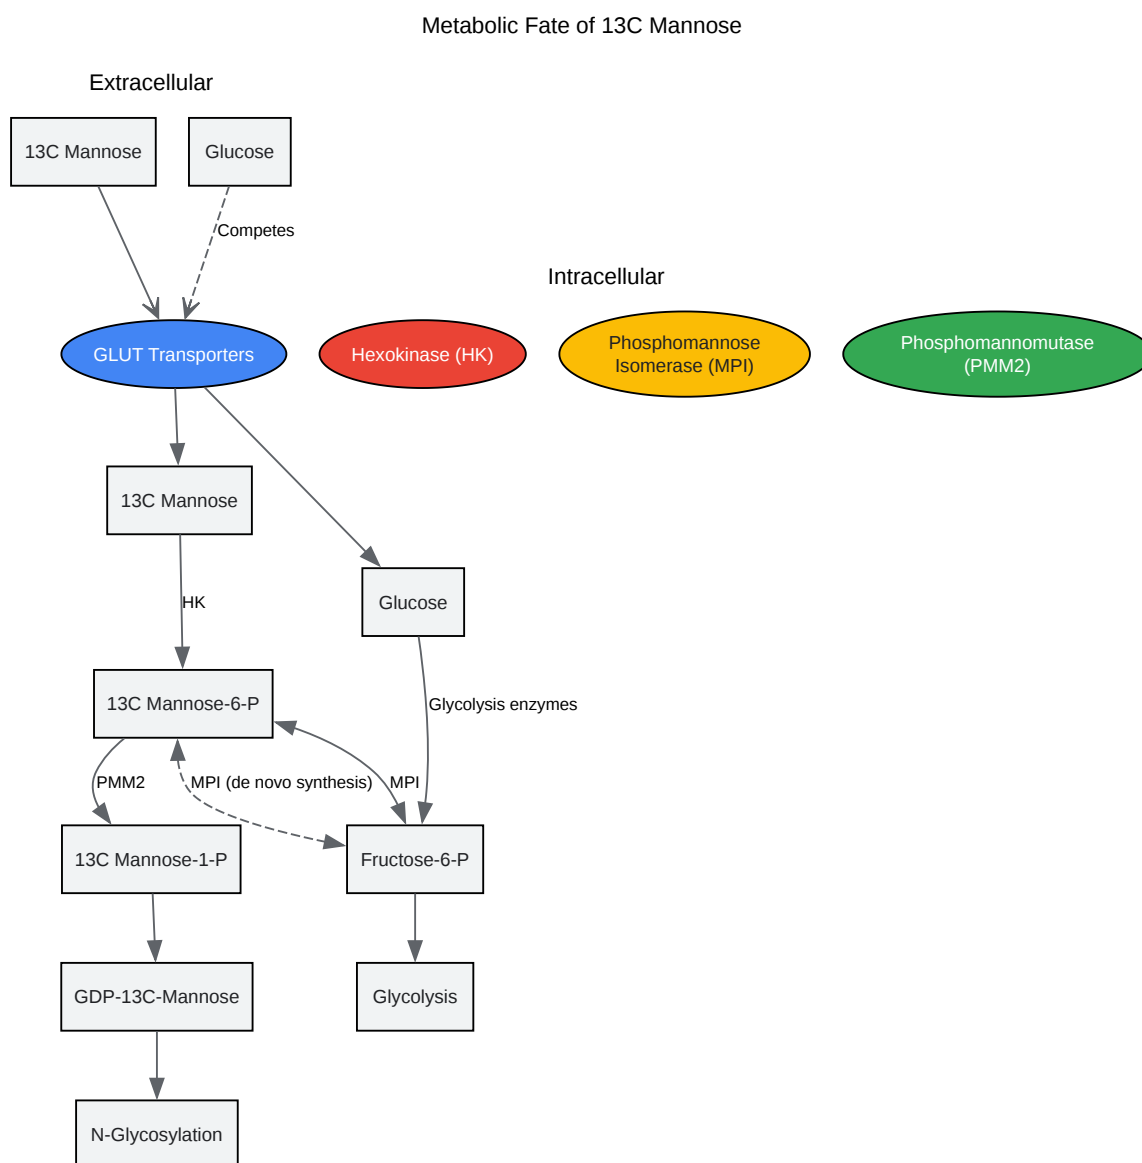 Metabolic Fate of 13C Mannose
Extracellular
13C Mannose
Glucose
Competes
Intracellular
GLUT Transporters
Hexokinase (HK)
Phosphomannose
Isomerase (MPI)
Phosphomannomutase
(PMM2)
13C Mannose
HK
Glucose
13C Mannose-6-P
Glycolysis enzymes
PMM2
MPI (de novo synthesis)
MPI
13C Mannose-1-P
Fructose-6-P
GDP-13C-Mannose
Glycolysis
N-Glycosylation